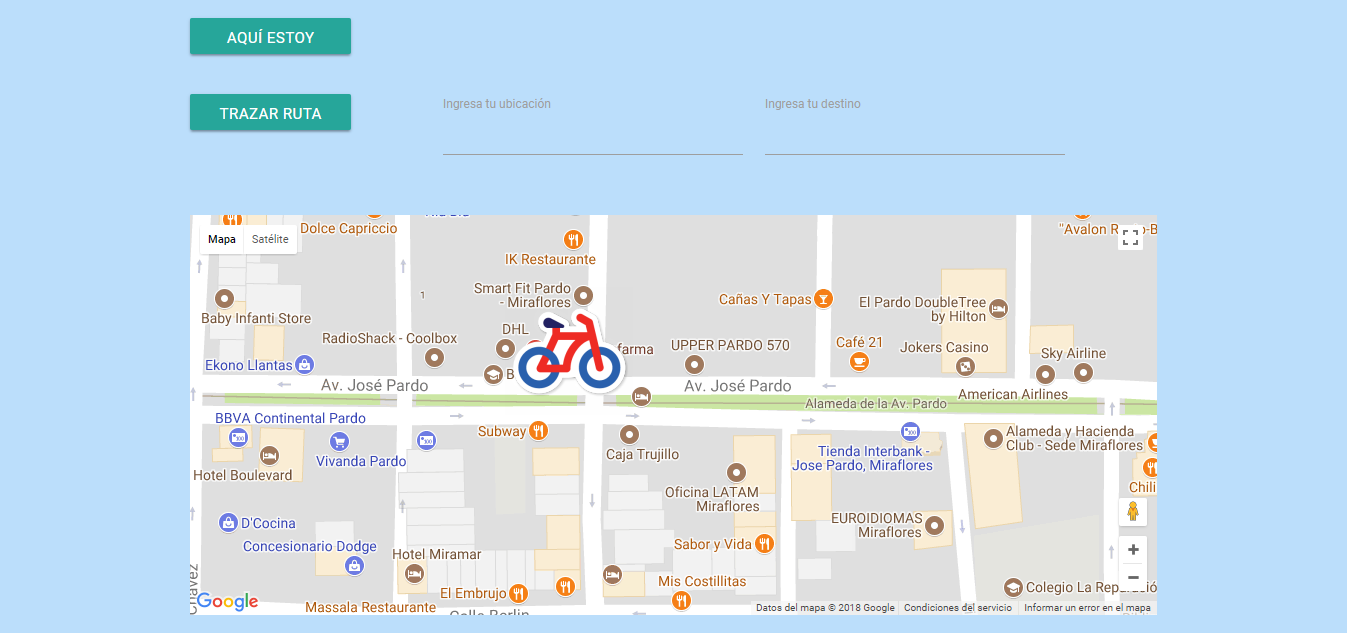 AQUÍ ESTOY
TRAZAR RUTA
Ingresa tu ubicación
Ingresa tu destino
Mapa
Satélite
Dolce Capriccio
"Avalon
IK Restaurante
Smart Fit Pardo
- Miraflores
1
Baby Infanti Store
Cañas Y Tapas
El Pardo DoubleTree
by Hilton
RadioShack - Coolbox
DHL
farma
UPPER PARDO 570
Café 21
Jokers Casino
Sky Airline
Ekono Llantas
B
Av. José Pardo
Av. José Pardo
American Airlines
Alameda de la Av. Pardo
BBVA Continental Pardo
Subway
Vivanda Pardo
Caja Trujillo
Tienda Interbank -
Jose Pardo, Miraflores
Alameda y Hacienda
Club - Sede Miraflores
Hotel Boulevard
Chili
Oficina LATAM
Miraflores
D'Cocina
EUROIDIOMAS
Miraflores
Concesionario Dodge
Sabor y Vida
Hotel Miramar
Mis Costillitas
El Embrujo
Colegio La
Massala Restaurante
Calle Berlin
Google
Datos del mapa © 2018 Google
Condiciones del servicio
Informar un error en el mapa